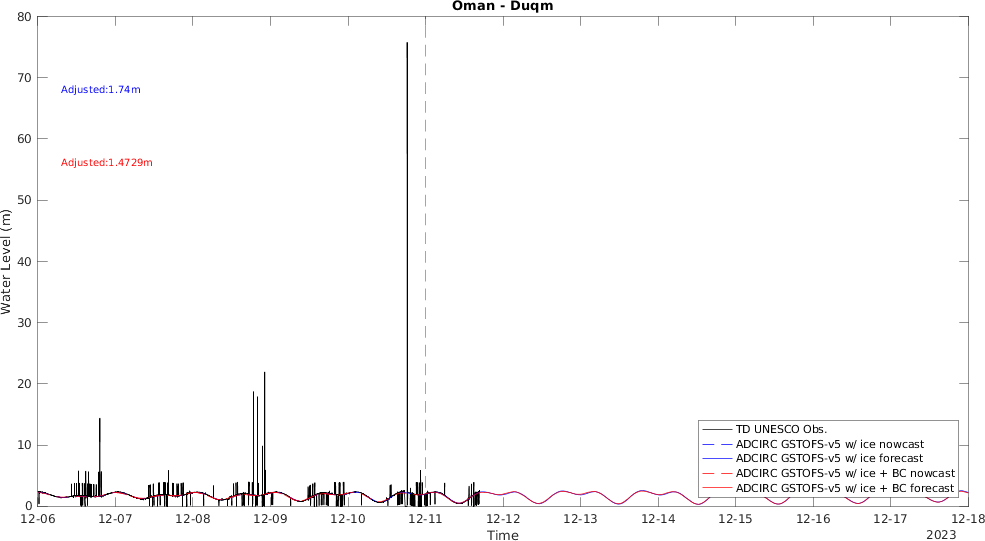 Oman - Duqm
80
70
60
50
40
30
20
10
0
Water Level (m)
Adjusted:1.74m
Adjusted:1.4729m
TD UNESCO Obs.
ADCIRC GSTOFS-v5 w/ ice nowcast
ADCIRC GSTOFS-v5 w/ ice forecast
ADCIRC GSTOFS-v5 w/ ice + BC nowcast
ADCIRC GSTOFS-v5 w/ ice + BC forecast
12-06 12-07 12-08 12-09 12-10 12-11 12-12 12-13 12-14 12-15 12-16 12-17 12-18
Time
2023